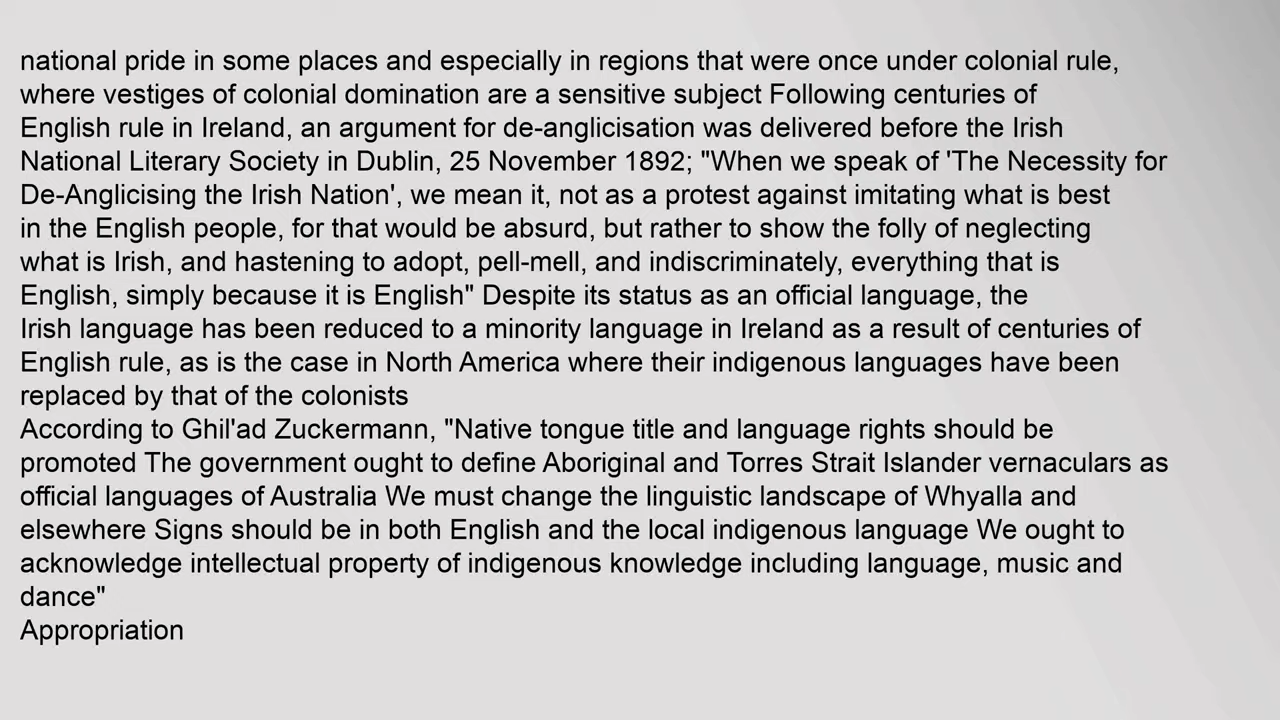 national pride in some places and especially in regions that were once under colonial rule,
where vestiges of colonial domination are a sensitive subject Following centuries of
English rule in Ireland, an argument for de-anglicisation was delivered before the Irish
National Literary Society in Dublin, 25 November 1892; "When we speak of 'The Necessity for
De-Anglicising the Irish Nation', we mean it, not as a protest against imitating what is best
in the English people, for that would be absurd, but rather to show the folly of neglecting
what is Irish, and hastening to adopt, pell-mell, and indiscriminately, everything that is
English, simply because it is English" Despite its status as an official language, the
Irish language has been reduced to a minority language in Ireland as a result of centuries of
English rule, as is the case in North America where their indigenous languages have been
replaced by that of the colonists
According to Ghil'ad Zuckermann, "Native tongue title and language rights should be
promoted The government ought to define Aboriginal and Torres Strait Islander vernaculars as
official languages of Australia We must change the linguistic landscape of Whyalla and
elsewhere Signs should be in both English and the local indigenous language We ought to
acknowledge intellectual property of indigenous knowledge including language, music and
dance"
Appropriation